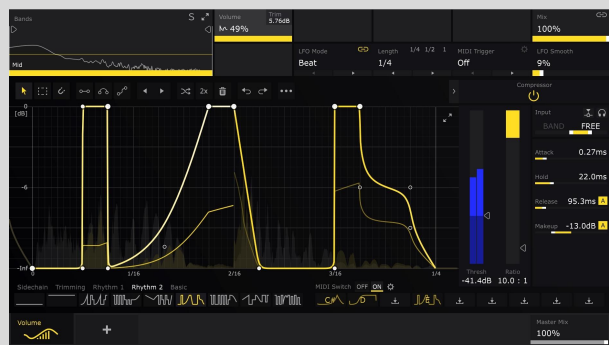 Bands
S
Volume
Trim
5.76dB
49%
Mix
100%
Mid
LFO Mode
Beat
Length 1/4 1/2 1
1/4
MIDI Trigger
Off
LFO Smooth
9%
2x
Compressor
0
[dB]
-6
-Inf
0 1/16 2/16 3/16 1/4
Input
BAND FREE
Attack 0.27ms
Hold 22.0ms
Release 95.3ms A
Makeup -13.0dB A
Thresh Ratio
-41.4dB 10.0 : 1
Sidechain Trimming Rhythm 1 Rhythm 2 Basic
MIDI Switch OFF ON
C# D E
Volume
+
Master Mix
100%